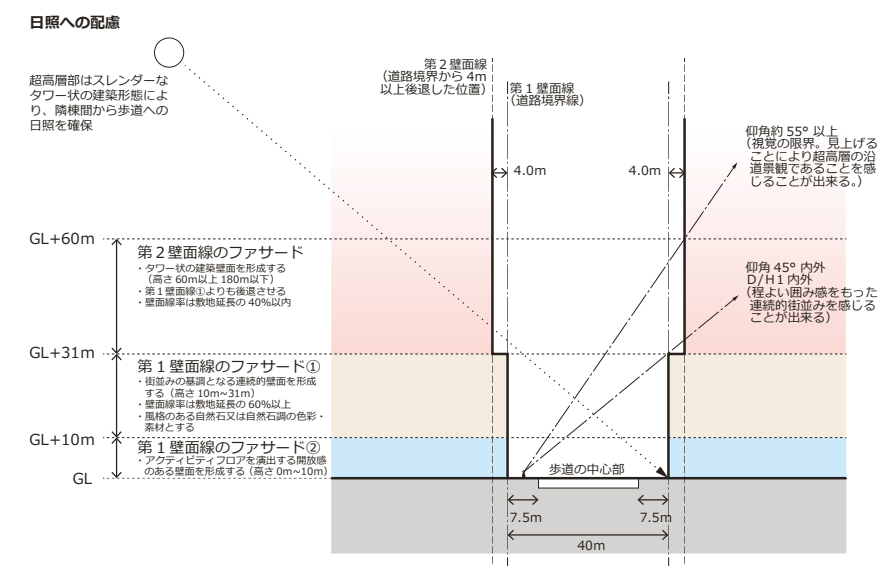 日照への配慮
超高層部はスレンダーな
タワー状の建築形態によ
り、隣棟間から歩道への
日照を確保
第２壁面線
（道路境界から 4m
以上後退した位置）
第１壁面線
（道路境界線）
4.0m
4.0m
仰角約 55° 以上
（視覚の限界。見上げる
ことにより超高層の沿
道景観であることを感
じることが出来る。）
GL+60m
第２壁面線のファサード
・タワー状の建築壁面を形成する
（高さ 60m以上 180m以下）
・第１壁面線①よりも後退させる
・壁面線率は敷地延長の 40%以内
仰角 45° 内外
D/H１内外
（程よい囲み感をもった
連続的街並みを感じる
ことが出来る）
GL+31m
第１壁面線のファサード①
・街並みの基調となる連続的壁面を形成
する（高さ 10m~31m）
・壁面線率は敷地延長の 60%以上
・風格のある自然石又は自然石調の色彩・
素材とする
GL+10m
第１壁面線のファサード②
・アクティビティフロアを演出する開放感
のある壁面を形成する（高さ 0m~10m）
GL
歩道の中心部
7.5m
7.5m
40m